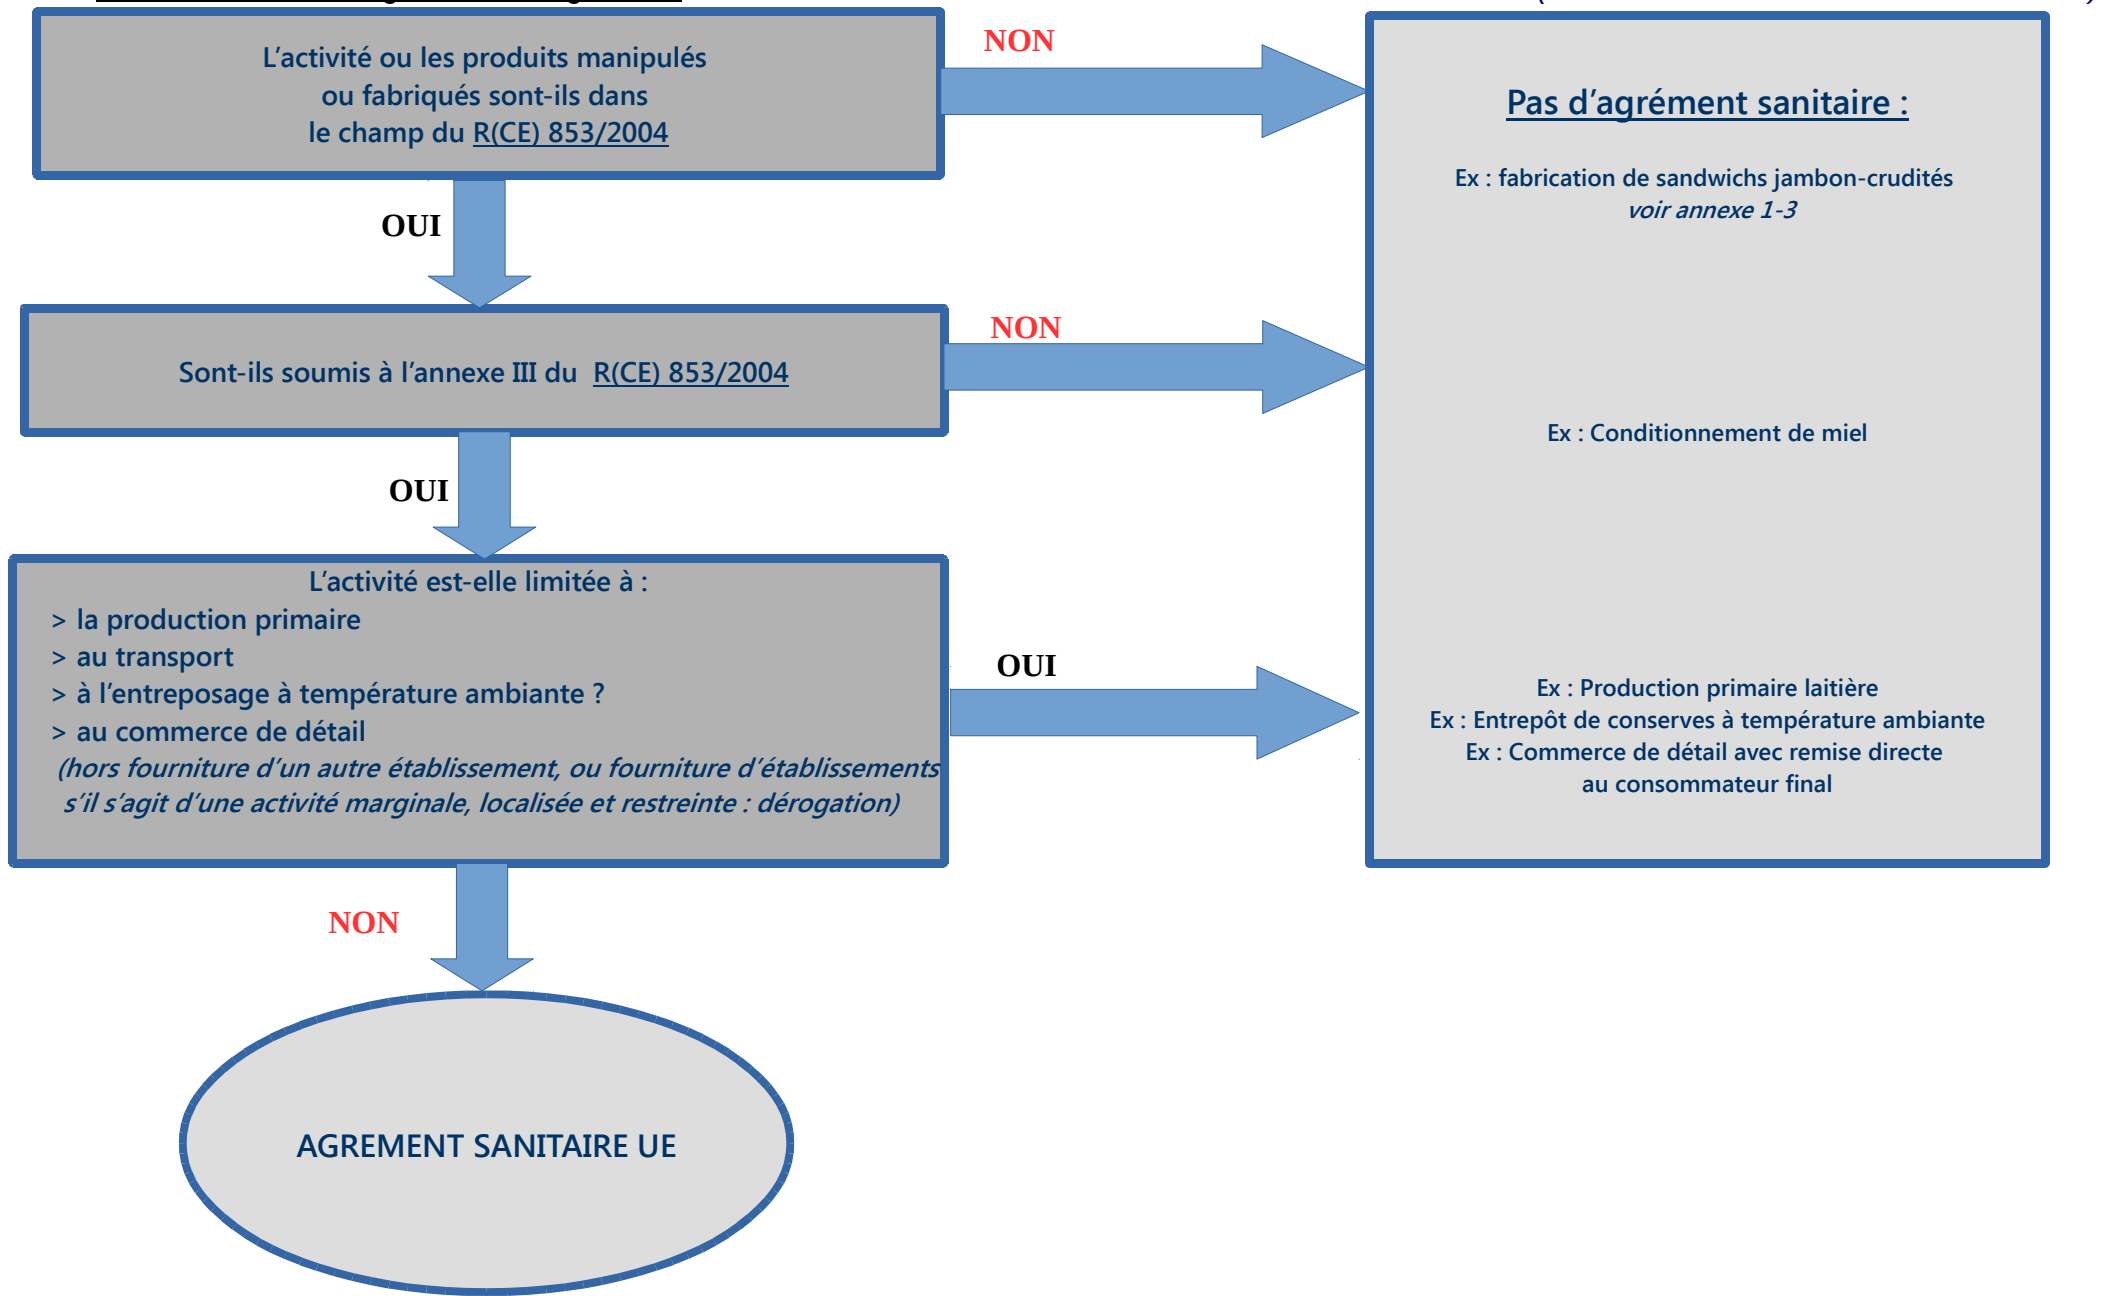 L'activité ou les produits manipulés
ou fabriqués sont-ils dans
le champ du R(CE) 853/2004
NON
Pas d'agrément sanitaire :
Ex : fabrication de sandwichs jambon-crudités
voir annexe 1-3
OUI
Sont-ils soumis à l'annexe III du R(CE) 853/2004
NON
Ex : Conditionnement de miel
OUI
L'activité est-elle limitée à :
> la production primaire
> au transport
> à l'entreposage à température ambiante ?
> au commerce de détail
(hors fourniture d'un autre établissement, ou fourniture d'établissements
s'il s'agit d'une activité marginale, localisée et restreinte : dérogation)
OUI
Ex : Production primaire laitière
Ex : Entrepôt de conserves à température ambiante
Ex : Commerce de détail avec remise directe
au consommateur final
NON
AGREMENT SANITAIRE UE